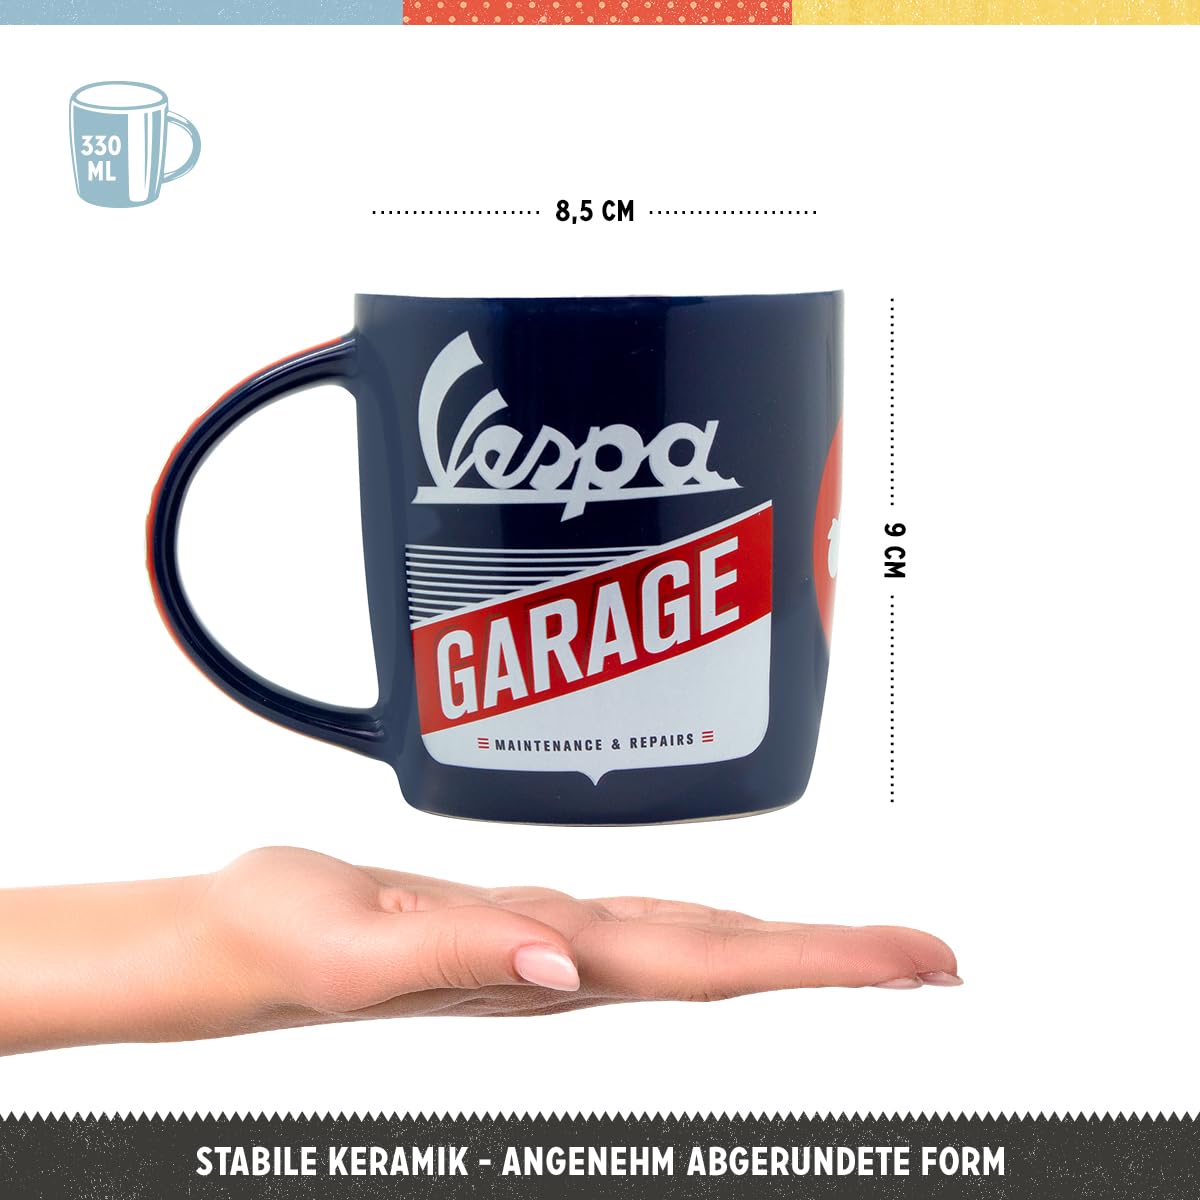 330
ML
8,5 CM
Vespa
9 CM
GARAGE
MAINTENANCE & REPAIRS
STABILE KERAMIK - ANGENEHM ABGERUNDETE FORM